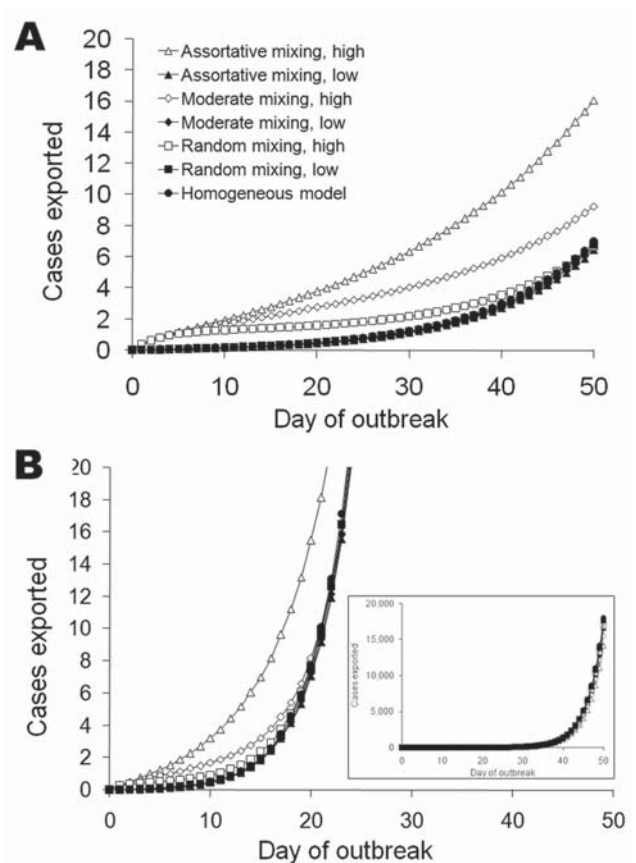 A
20
18
16
14
12
10
8
6
4
2
0
Cases exported
Assortative mixing, high
Assortative mixing, low
Moderate mixing, high
Moderate mixing, low
Random mixing, high
Random mixing, low
Homogeneous model
0 10 20 30 40 50
Day of outbreak
B
20
18
16
14
12
10
8
6
4
2
0
Cases exported
20,000
15,000
10,000
5,000
0
Cases exported
0 10 20 30 40 50
Day of outbreak
0 10 20 30 40 50
Day of outbreak